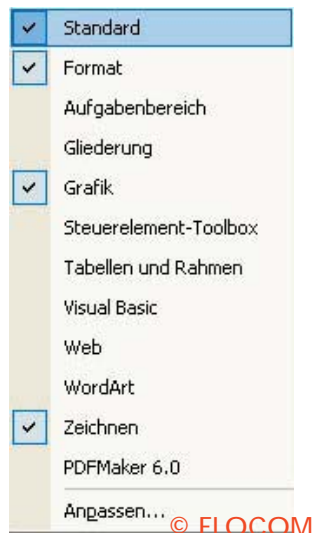 Standard
Format
Aufgabenbereich
Gliederung
Grafik
Steuerelement-Toolbox
Tabellen und Rahmen
Visual Basic
Web
WordArt
Zeichnen
PDFMaker 6.0
Anpassen...
© FLOCOM